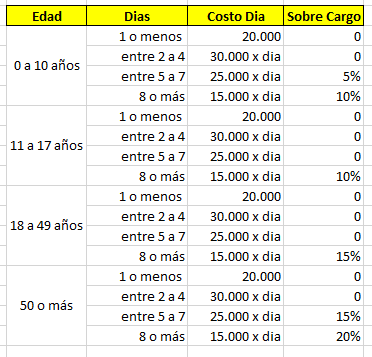 Edad Dias Costo Dia Sobre Cargo
0 a 10 años
1 o menos 20.000 0
entre 2 a 4 30.000 x dia 0
entre 5 a 7 25.000 x dia 5%
8 o más 15.000 x dia 10%
11 a 17 años
1 o menos 20.000 0
entre 2 a 4 30.000 x dia 0
entre 5 a 7 25.000 x dia 0
8 o más 15.000 x dia 10%
18 a 49 años
1 o menos 20.000 0
entre 2 a 4 30.000 x dia 0
entre 5 a 7 25.000 x dia 0
8 o más 15.000 x dia 15%
50 o más
1 o menos 20.000 0
entre 2 a 4 30.000 x dia 0
entre 5 a 7 25.000 x dia 15%
8 o más 15.000 x dia 20%